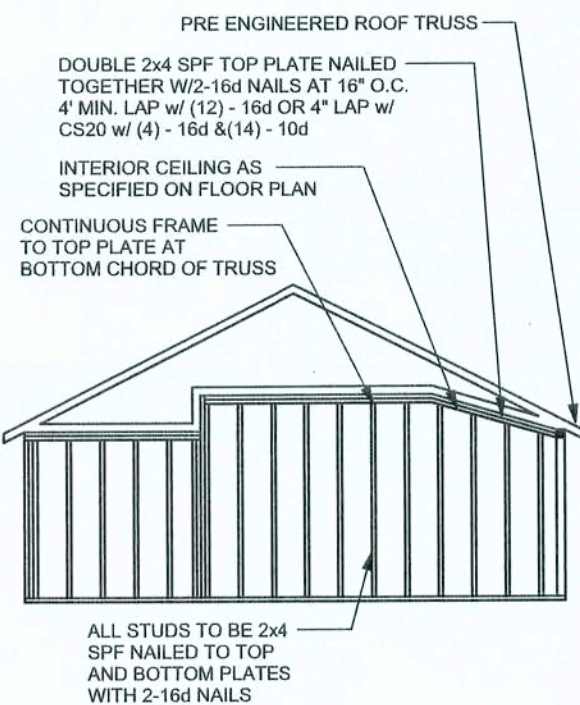 PRE ENGINEERED ROOF TRUSS
DOUBLE 2x4 SPF TOP PLATE NAILED
TOGETHER W/2-16d NAILS AT 16" O.C.
4' MIN. LAP w/ (12) - 16d OR 4" LAP w/
CS20 w/ (4) - 16d &(14) - 10d
INTERIOR CEILING AS
SPECIFIED ON FLOOR PLAN
CONTINUOUS FRAME
TO TOP PLATE AT
BOTTOM CHORD OF TRUSS
ALL STUDS TO BE 2x4
SPF NAILED TO TOP
AND BOTTOM PLATES
WITH 2-16d NAILS